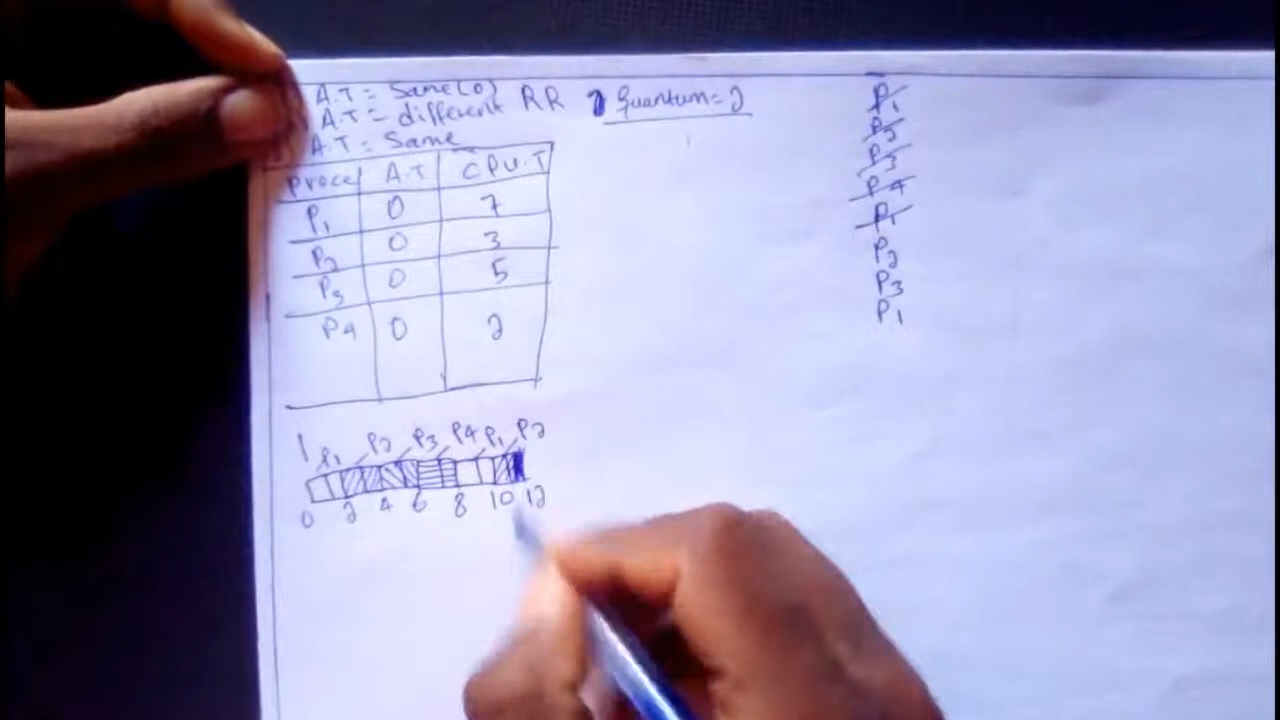 A.T = Same(0)
A.T = different RR Quantum=2
A.T = Same
Proce A.T CPU.T
P1 0 7
P2 0 3
P3 0 5
P4 0 2
P1
P2
P3
P4
P1
P2
P3
P1
P1 P2 P3 P4 P1 P2
0 2 4 6 8 10 12